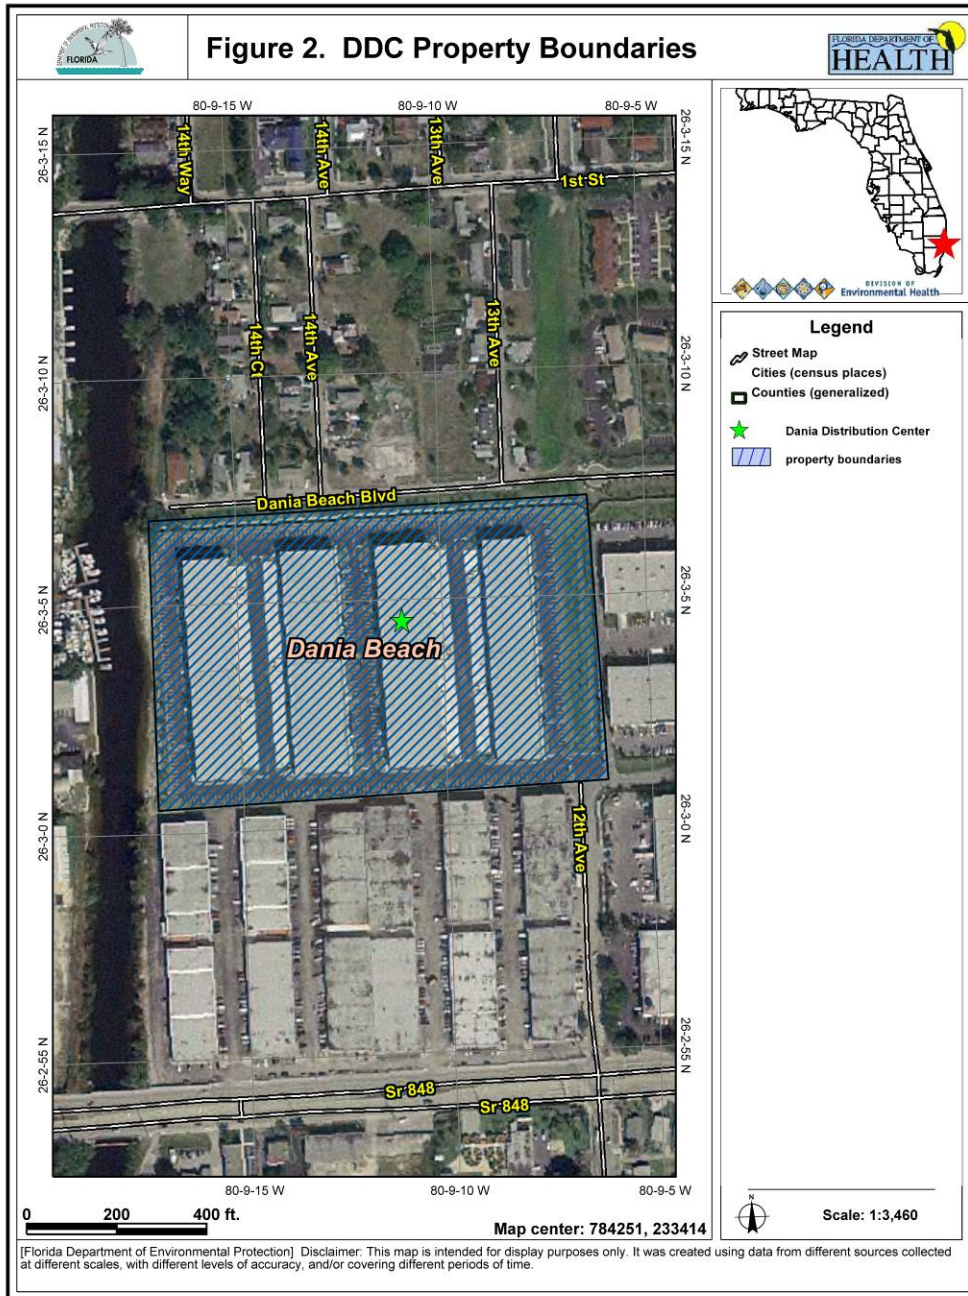 DEPARTMENT OF ENVIRONMENTAL PROTECTION
FLORIDA
Figure 2. DDC Property Boundaries
FLORIDA DEPARTMENT OF
HEALTH
80-9-15 W
80-9-10 W
80-9-5 W
26-3-15 N
26-3-15 N
14th Way
14th Ave
13th Ave
1st St
14th Ct
14th Ave
13th Ave
26-3-10 N
26-3-10 N
Dania Beach Blvd
26-3-5 N
26-3-5 N
Dania Beach
26-3-0 N
26-3-0 N
12th Ave
26-2-55 N
26-2-55 N
Sr 848
Sr 848
80-9-15 W
80-9-10 W
80-9-5 W
0 200 400 ft.
Map center: 784251, 233414
DIVISION OF
Environmental Health
Legend
Street Map
Cities (census places)
Counties (generalized)
Dania Distribution Center
property boundaries
N
Scale: 1:3,460
[Florida Department of Environmental Protection] Disclaimer: This map is intended for display purposes only. It was created using data from different sources collected
at different scales, with different levels of accuracy, and/or covering different periods of time.